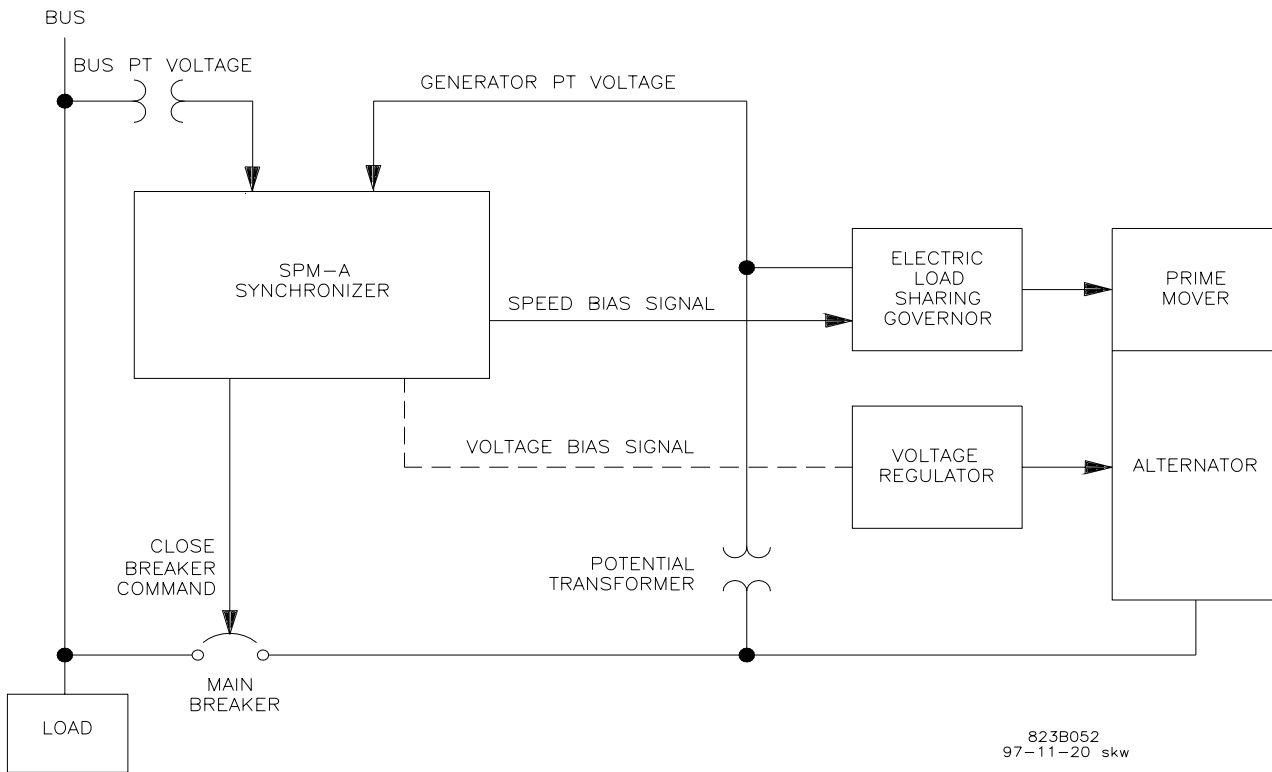 BUS
BUS PT VOLTAGE
GENERATOR PT VOLTAGE
SPM-A
SYNCHRONIZER
SPEED BIAS SIGNAL
ELECTRIC
LOAD
SHARING
GOVERNOR
PRIME
MOVER
VOLTAGE BIAS SIGNAL
VOLTAGE
REGULATOR
ALTERNATOR
CLOSE
BREAKER
COMMAND
POTENTIAL
TRANSFORMER
MAIN
BREAKER
LOAD
823B052
97-11-20 skw